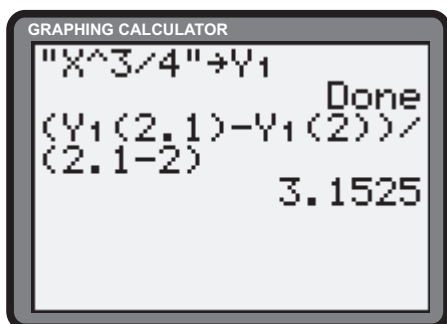 GRAPHING CALCULATOR
"X^3/4"→Y₁
Done
(Y₁(2.1)-Y₁(2))/
(2.1-2)
3.1525